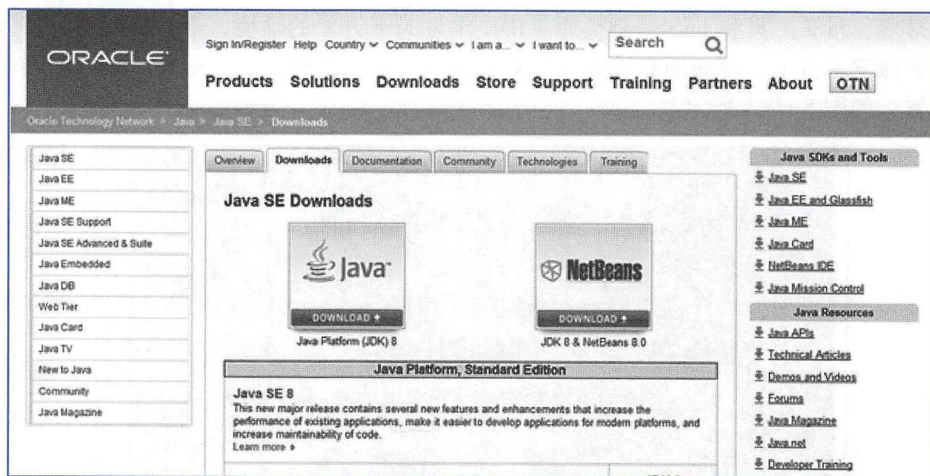 ORACLE
Sign In/Register Help Country Communities I am a... I want to... Search
Products Solutions Downloads Store Support Training Partners About OTN
Oracle Technology Network > Java > Java SE > Downloads
Java SE
Java EE
Java ME
Java SE Support
Java SE Advanced & Suite
Java Embedded
Java DB
Web Tier
Java Card
Java TV
New to Java
Community
Java Magazine
Overview Downloads Documentation Community Technologies Training
Java SE Downloads
Java
DOWNLOAD
Java Platform (JDK) 8
NetBeans
DOWNLOAD
JDK 8 & NetBeans 8.0
Java Platform, Standard Edition
Java SE 8
This new major release contains several new features and enhancements that increase the
performance of existing applications, make it easier to develop applications for modern platforms, and
increase maintainability of code.
Learn more
Java SDKs and Tools
Java SE
Java EE and Glassfish
Java ME
Java Card
NetBeans IDE
Java Mission Control
Java Resources
Java APIs
Technical Articles
Demos and Videos
Forums
Java Magazine
Java.net
Developer Training